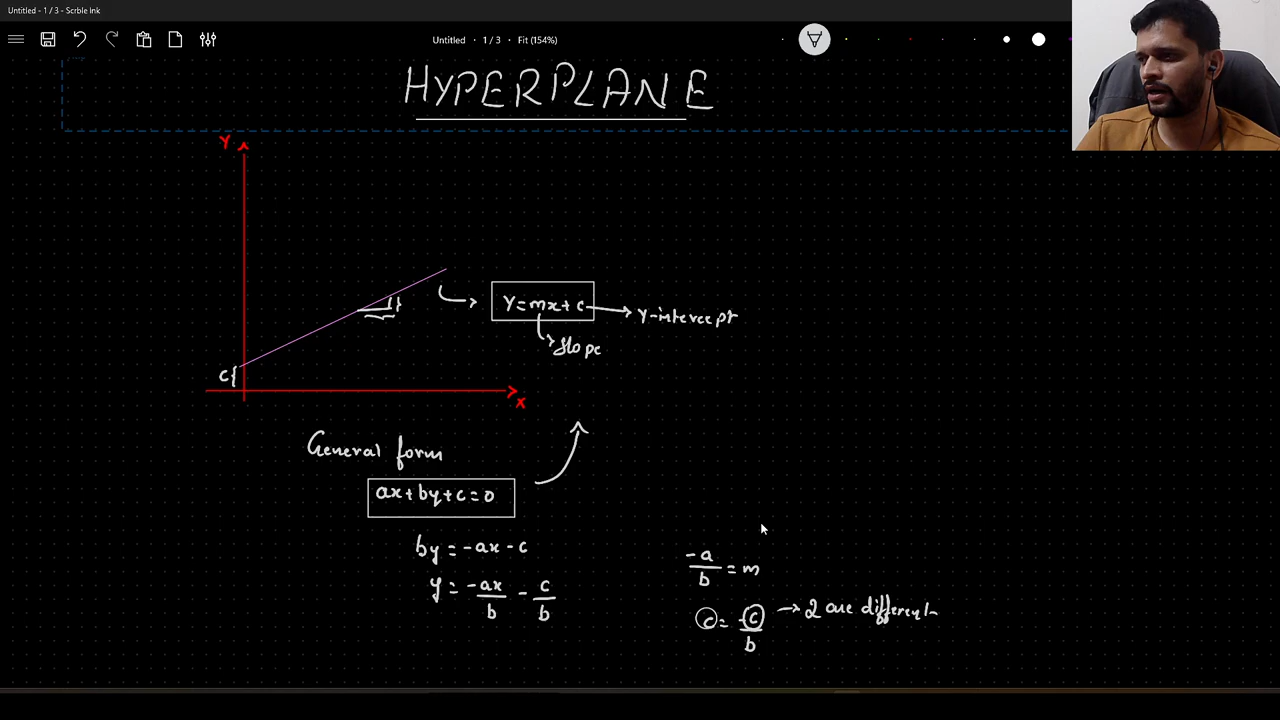 Untitled - 1 / 3 - Scrble Ink
Untitled • 1 / 3 • Fit (154%)
HYPERPLANE
Y
Y=mx+c
Y-intercept
Slope
c{
X
General form
ax+by+c=0
by = -ax - c
y = -ax/b - c/b
-a/b = m
c = -c/b → 2 are different